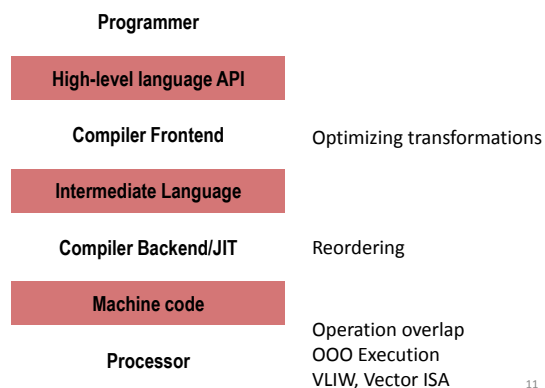 Programmer
High-level language API
Compiler Frontend Optimizing transformations
Intermediate Language
Compiler Backend/JIT Reordering
Machine code
Operation overlap
Processor OOO Execution
VLIW, Vector ISA
11